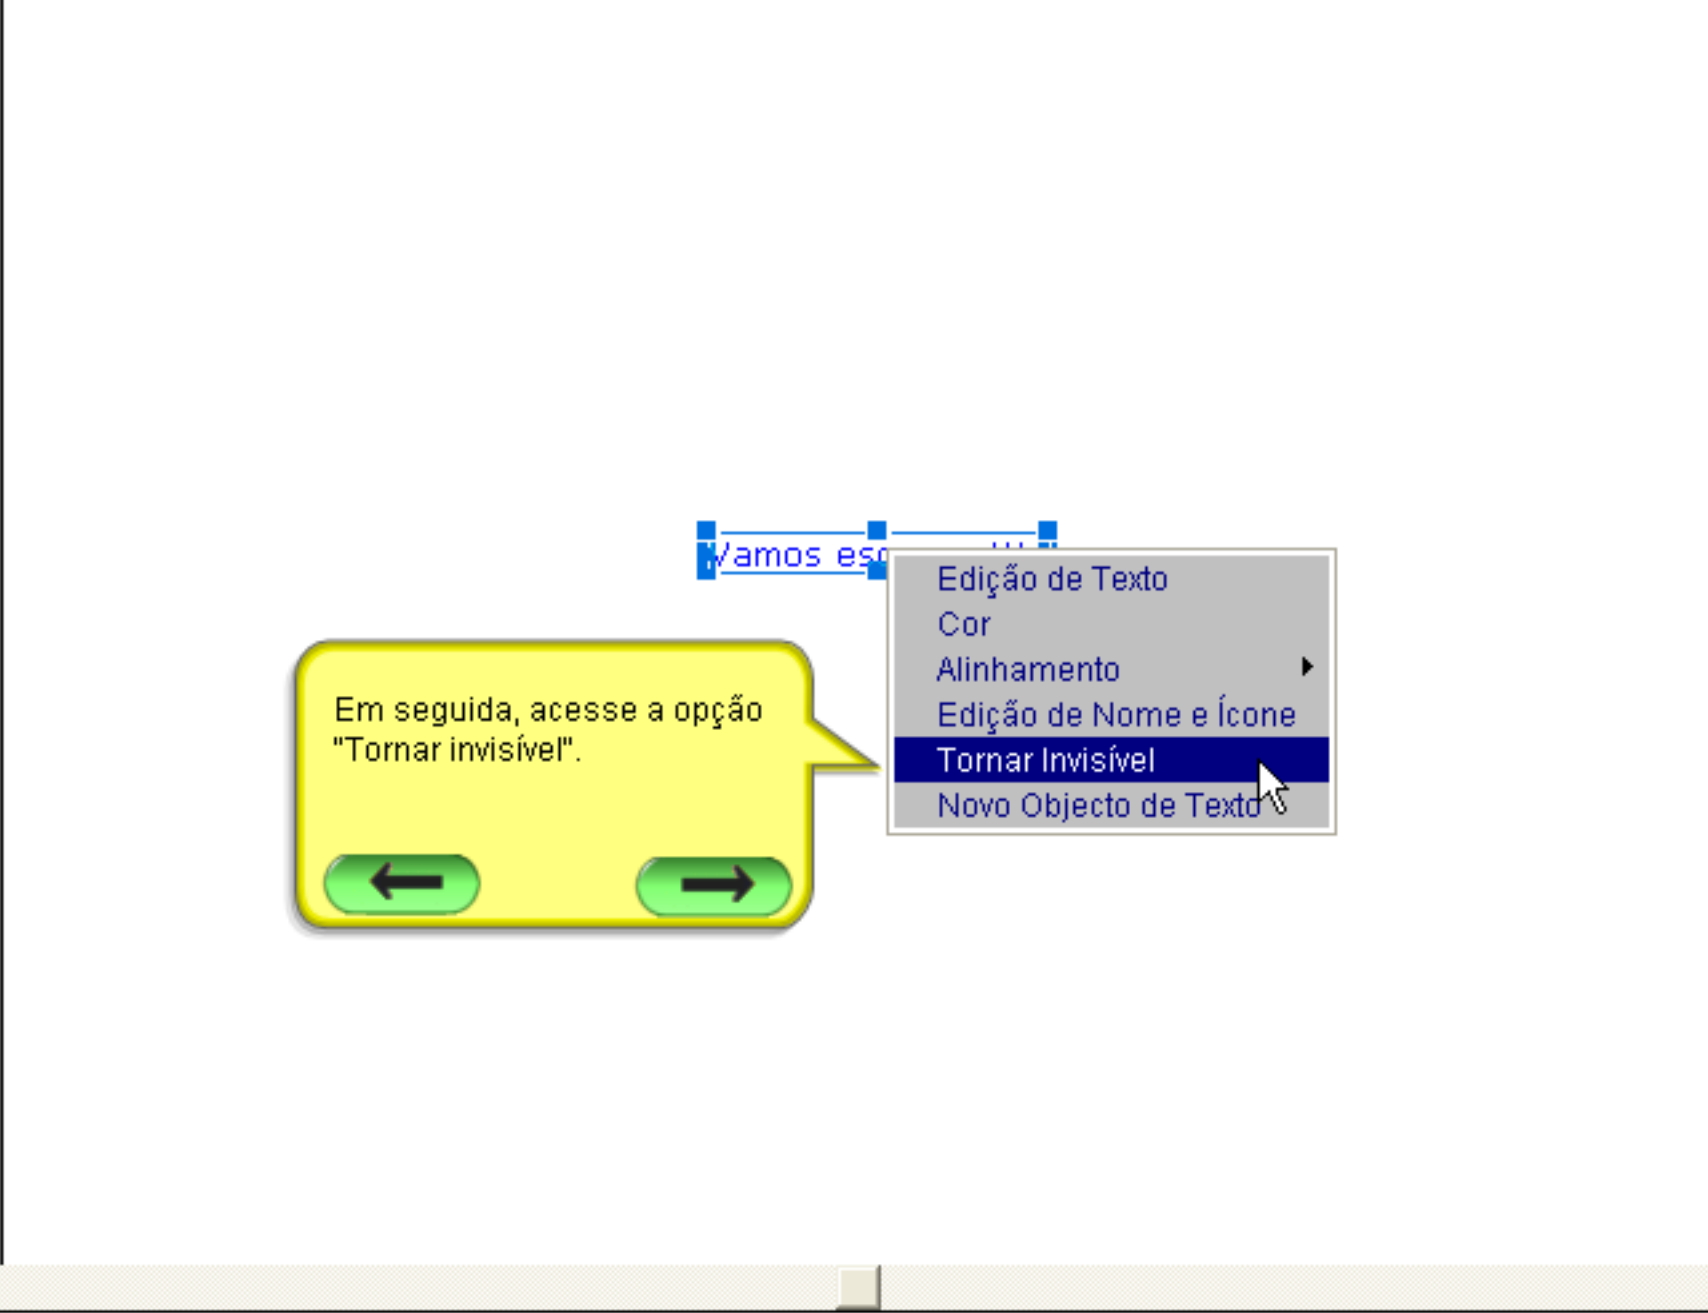 Vamos
Edição de Texto
Cor
Alinhamento
Edição de Nome e Ícone
Tornar Invisível
Novo Objecto de Texto
Em seguida, acesse a opção
"Tornar invisível".